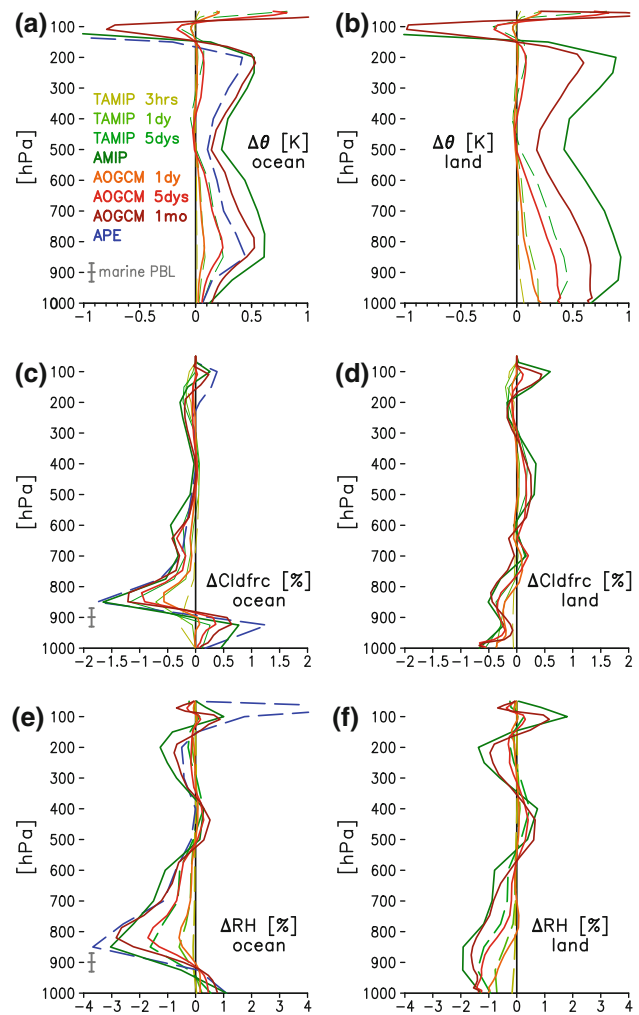 (a)
100
200
300
400
500
600
700
800
900
1000
[hPa]
TAMIP 3hrs
TAMIP 1dy
TAMIP 5dys
AMIP
AOGCM 1dy
AOGCM 5dys
AOGCM 1mo
APE
marine PBL
Δθ [K]
ocean
-1 -0.5 0 0.5 1
(b)
100
200
300
400
500
600
700
800
900
1000
[hPa]
Δθ [K]
land
-1 -0.5 0 0.5 1
(c)
100
200
300
400
500
600
700
800
900
1000
[hPa]
ΔCldfrc [%]
ocean
-2 -1.5 -1 -0.5 0 0.5 1 1.5 2
(d)
100
200
300
400
500
600
700
800
900
1000
[hPa]
ΔCldfrc [%]
land
-2 -1.5 -1 -0.5 0 0.5 1 1.5 2
(e)
100
200
300
400
500
600
700
800
900
1000
[hPa]
ΔRH [%]
ocean
-4 -3 -2 -1 0 1 2 3 4
(f)
100
200
300
400
500
600
700
800
900
1000
[hPa]
ΔRH [%]
land
-4 -3 -2 -1 0 1 2 3 4